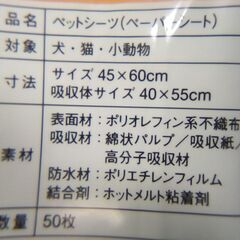 品名 ペットシーツ(ペーパーシート)
対象 犬・猫・小動物
寸法 サイズ 45×60cm
吸収体サイズ 40×55cm
表面材:ポリオレフィン系不織布
素材 吸収材:綿状パルプ/吸収紙/
高分子吸収材
防水材:ポリエチレンフィルム
結合剤:ホットメルト粘着剤
数量 50枚